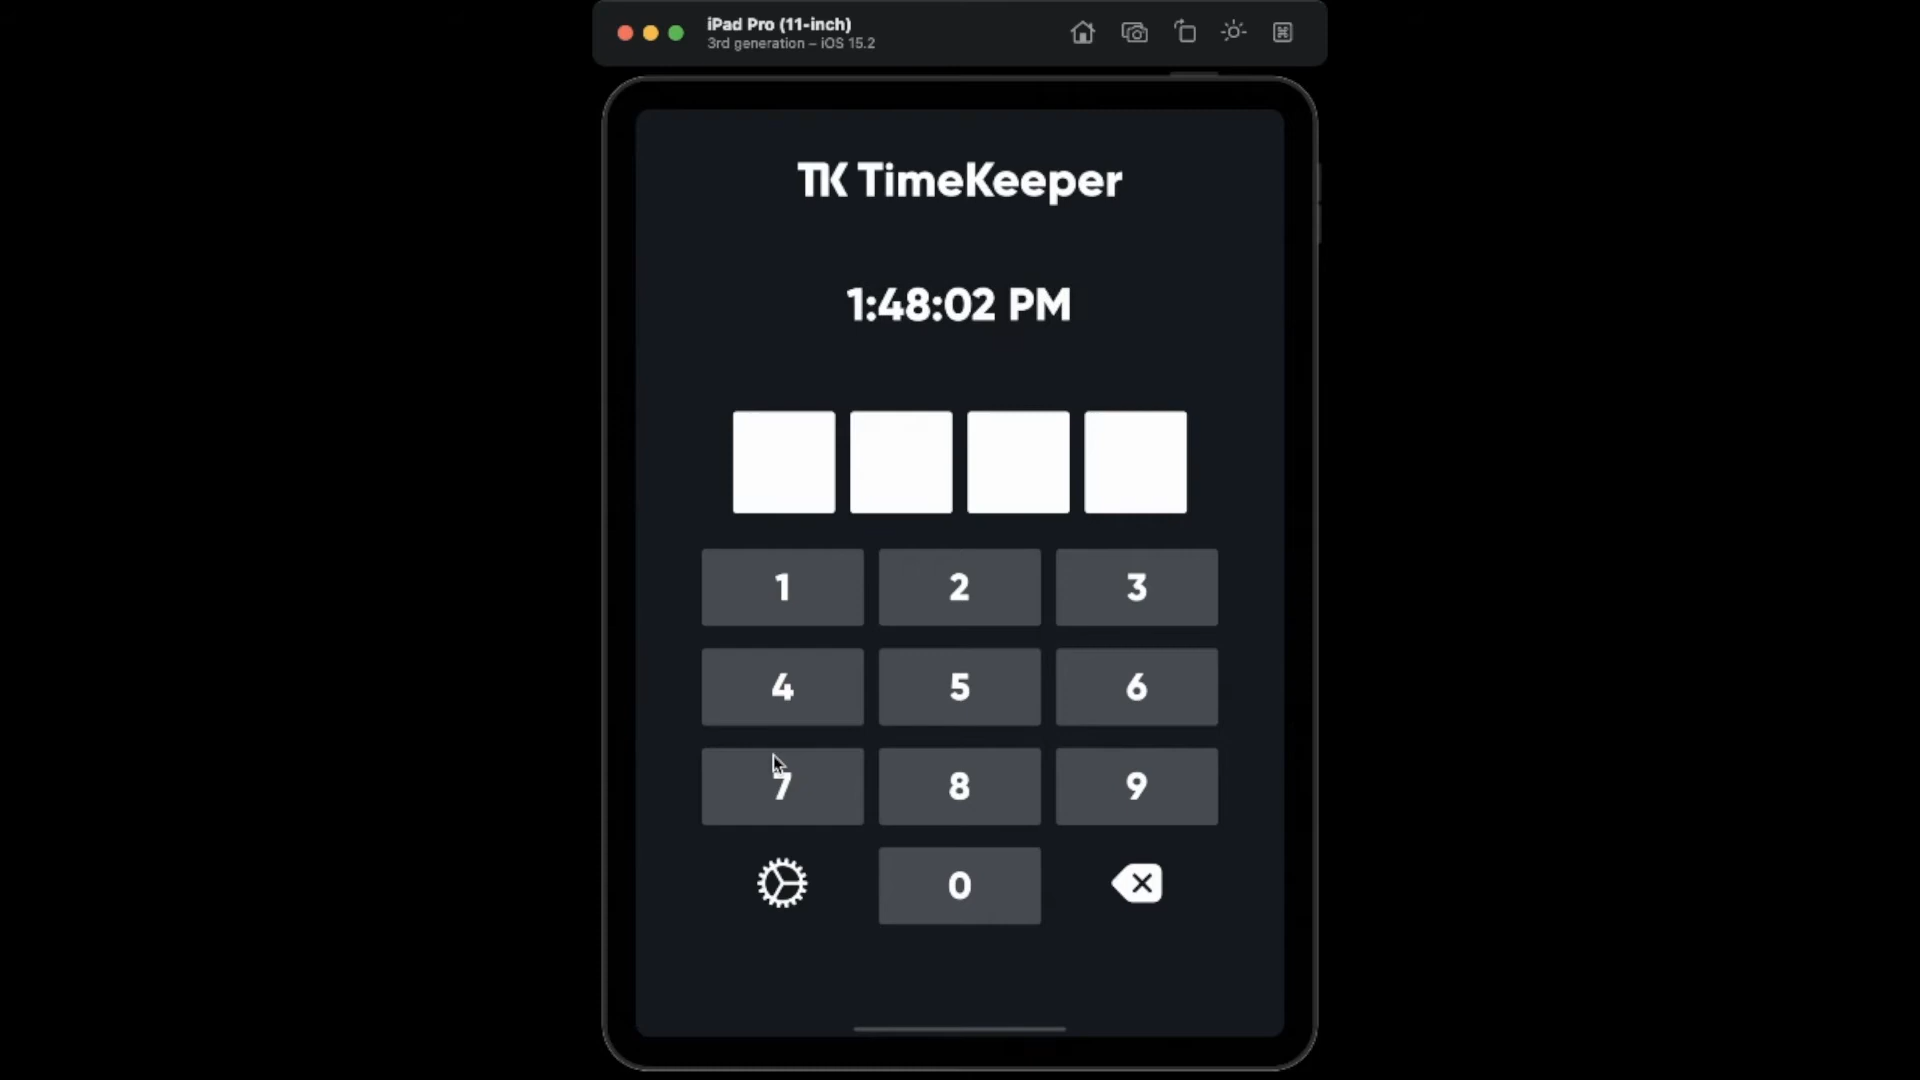 iPad Pro (11-inch)
3rd generation – iOS 15.2
TK TimeKeeper
1:48:02 PM
1 2 3
4 5 6
7 8 9
0